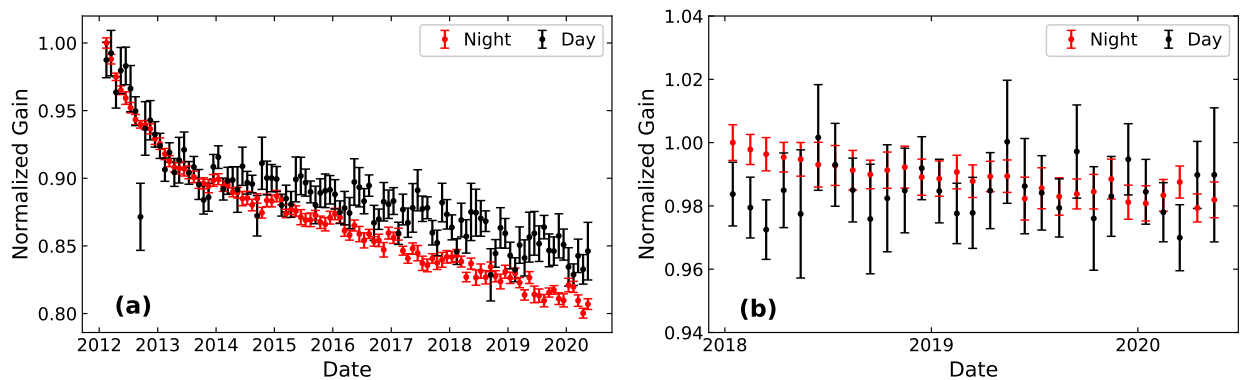 Normalized Gain
1.00
0.95
0.90
0.85
0.80
Night
Day
(a)
2012 2013 2014 2015 2016 2017 2018 2019 2020
Date
Normalized Gain
1.04
1.02
1.00
0.98
0.96
0.94
Night
Day
(b)
2018 2019 2020
Date